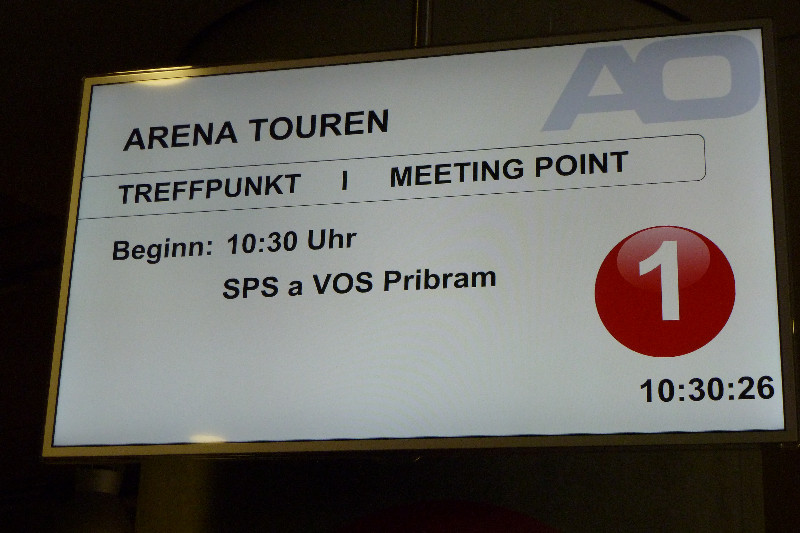 AO
ARENA TOUREN
TREFFPUNKT I MEETING POINT
Beginn: 10:30 Uhr
SPS a VOS Pribram
1
10:30:26